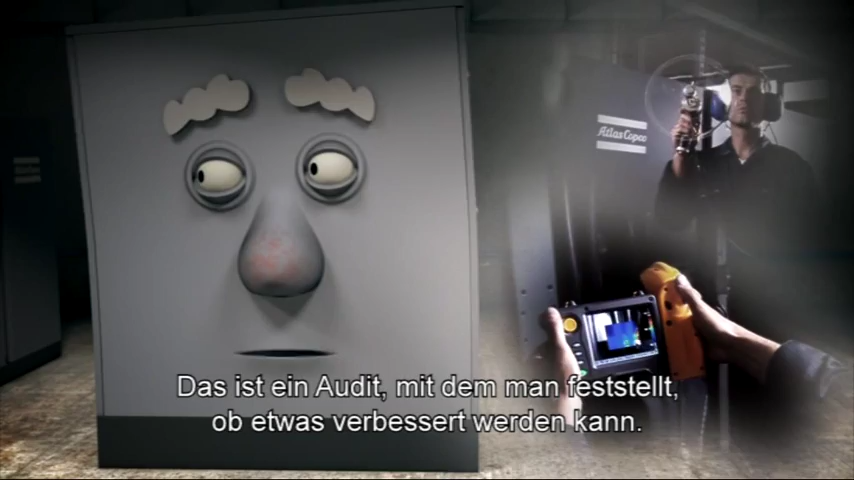 Atlas Copco
Das ist ein Audit, mit dem man feststellt,
ob etwas verbessert werden kann.